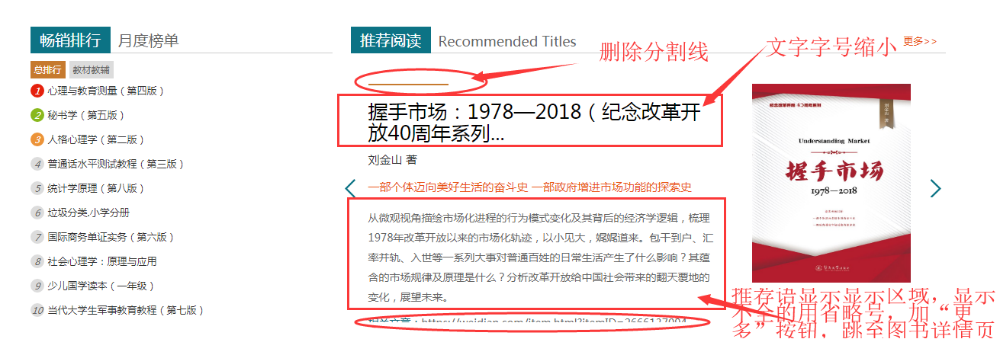 畅销排行 月度榜单
总排行 教材教辅
1 心理与教育测量（第四版）
2 秘书学（第五版）
3 人格心理学（第二版）
4 普通话水平测试教程（第三版）
5 统计学原理（第八版）
6 垃圾分类.小学分册
7 国际商务单证实务（第六版）
8 社会心理学：原理与应用
9 少儿国学读本（一年级）
10 当代大学生军事教育教程（第七版）
推荐阅读 Recommended Titles
更多>>
删除分割线
文字字号缩小
握手市场：1978—2018（纪念改革开
放40周年系列...
刘金山 著
一部个体迈向美好生活的奋斗史 一部政府增进市场功能的探索史
从微观视角描绘市场化进程的行为模式变化及其背后的经济学逻辑，梳理
1978年改革开放以来的市场化轨迹，以小见大，娓娓道来。包干到户、汇
率并轨、入世等一系列大事对普通百姓的日常生活产生了什么影响？其蕴
含的市场规律及原理是什么？分析改革开放给中国社会带来的翻天覆地的
变化，展望未来。
纪念改革开放40周年系列
刘金山 著
Understanding Market
握手市场
1978—2018
推荐语显示显示区域，显示
不全的用省略号，加“更
多”按钮，跳至图书详情页